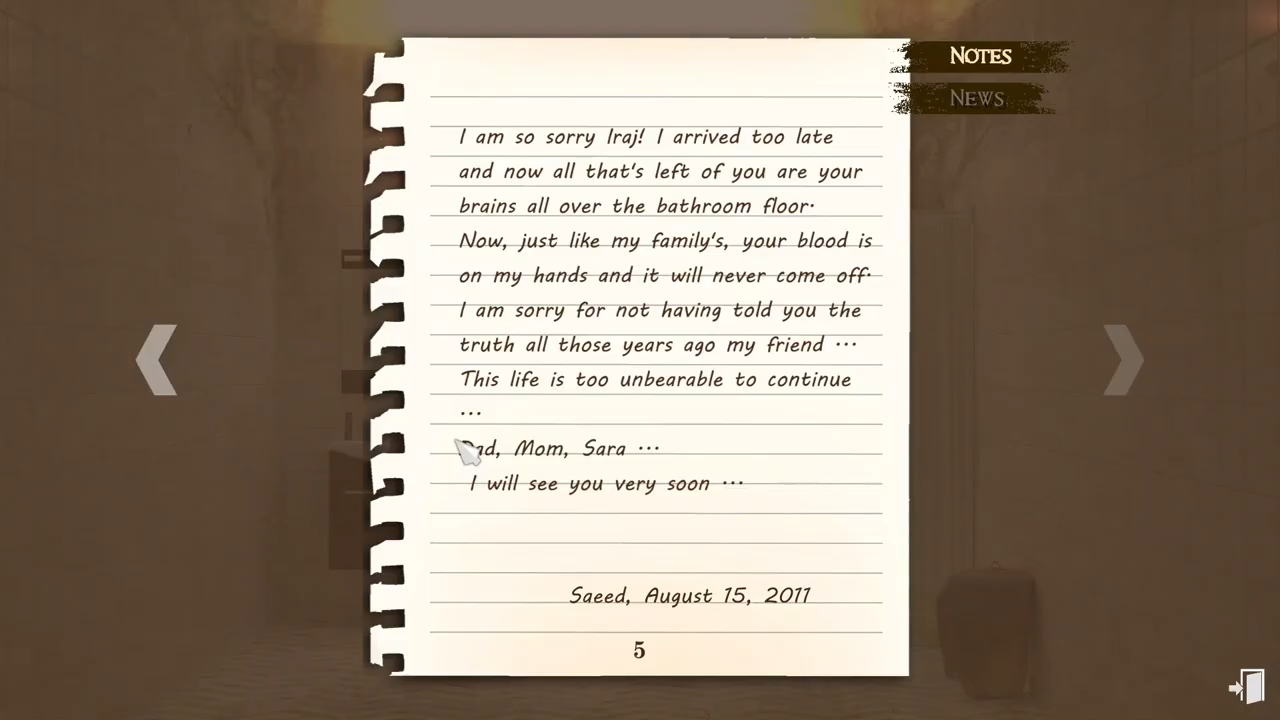 NOTES
NEWS
I am so sorry Iraj! I arrived too late
and now all that's left of you are your
brains all over the bathroom floor.
Now, just like my family's, your blood is
on my hands and it will never come off.
I am sorry for not having told you the
truth all those years ago my friend ...
This life is too unbearable to continue
...
Dad, Mom, Sara ...
I will see you very soon ...
Saeed, August 15, 2011
5